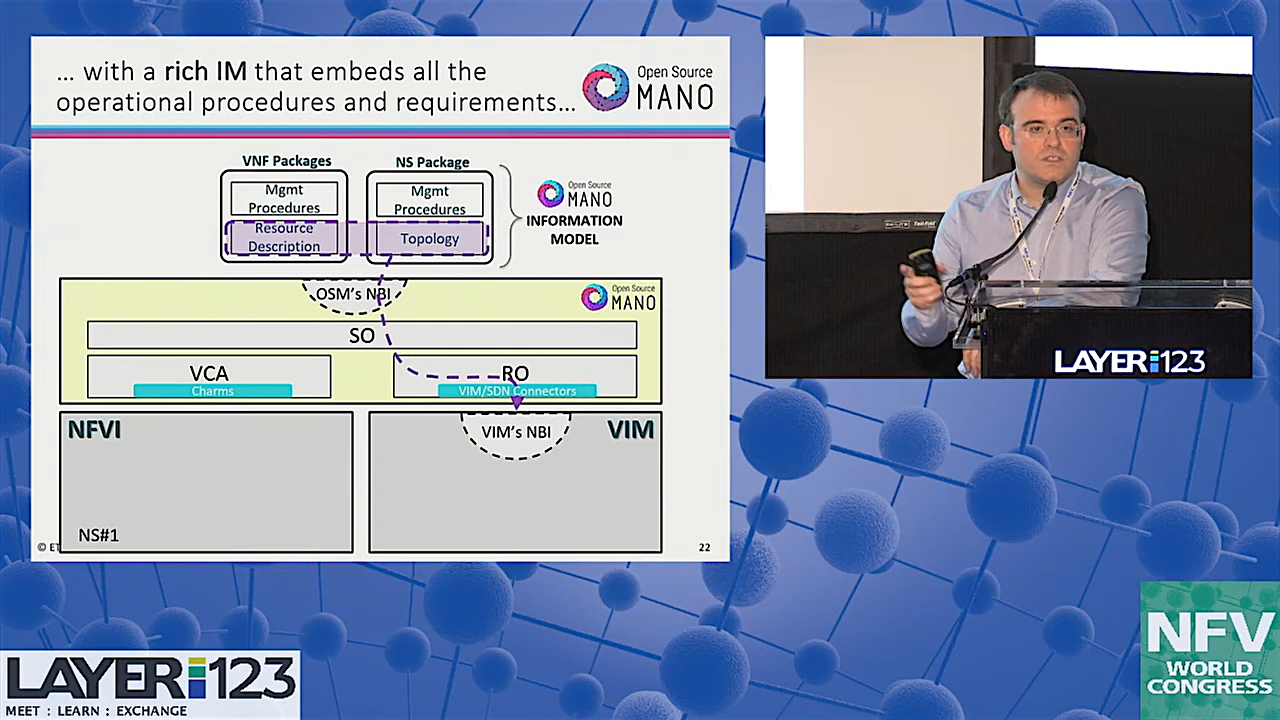 ... with a rich IM that embeds all the
operational procedures and requirements...
Open Source
MANO
VNF Packages
NS Package
Mgmt
Procedures
Mgmt
Procedures
Resource
Description
Topology
Open Source
MANO
INFORMATION
MODEL
OSM's NBI
Open Source
MANO
SO
VCA
Charms
RO
VIM/SDN Connectors
NFVI
VIM's NBI
VIM
NS#1
© ET
22
LAYER123
LAYER123
MEET : LEARN : EXCHANGE
NFV
WORLD
CONGRESS